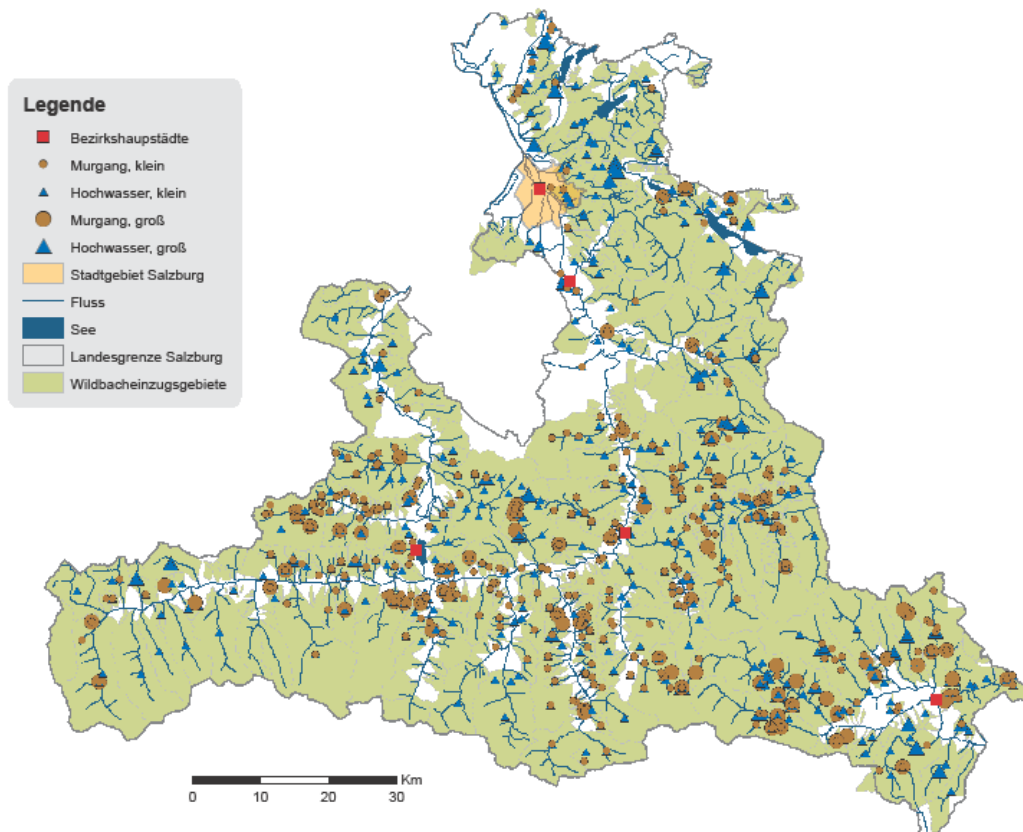 Legende
Bezirkshaupstädte
Murgang, klein
Hochwasser, klein
Murgang, groß
Hochwasser, groß
Stadtgebiet Salzburg
Fluss
See
Landesgrenze Salzburg
Wildbacheinzugsgebiete
Km
0 10 20 30